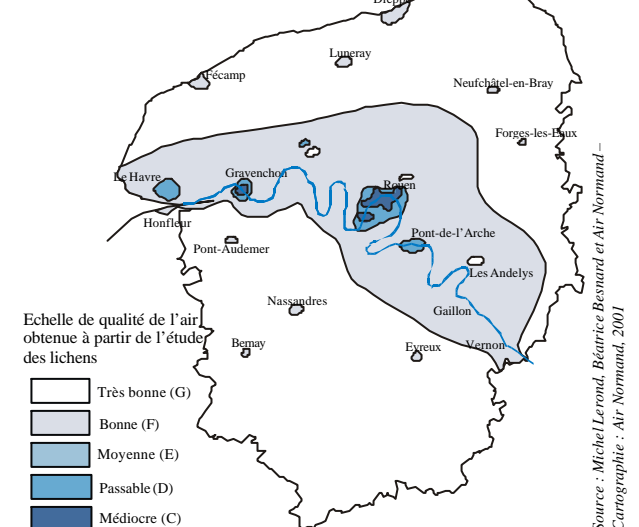 Dieppe
Luneray
Fécamp
Neufchâtel-en-Bray
Forges-les-Eaux
Le Havre
Gravenchon
Rouen
Honfleur
Pont-de-l'Arche
Pont-Audemer
Les Andelys
Nassandres
Gaillon
Bernay
Evreux
Vernon
Echelle de qualité de l'air
obtenue à partir de l'étude
des lichens
Très bonne (G)
Bonne (F)
Moyenne (E)
Passable (D)
Médiocre (C)
Source : Michel Lerond, Béatrice Besnard et Air Normand –
Cartographie : Air Normand, 2001